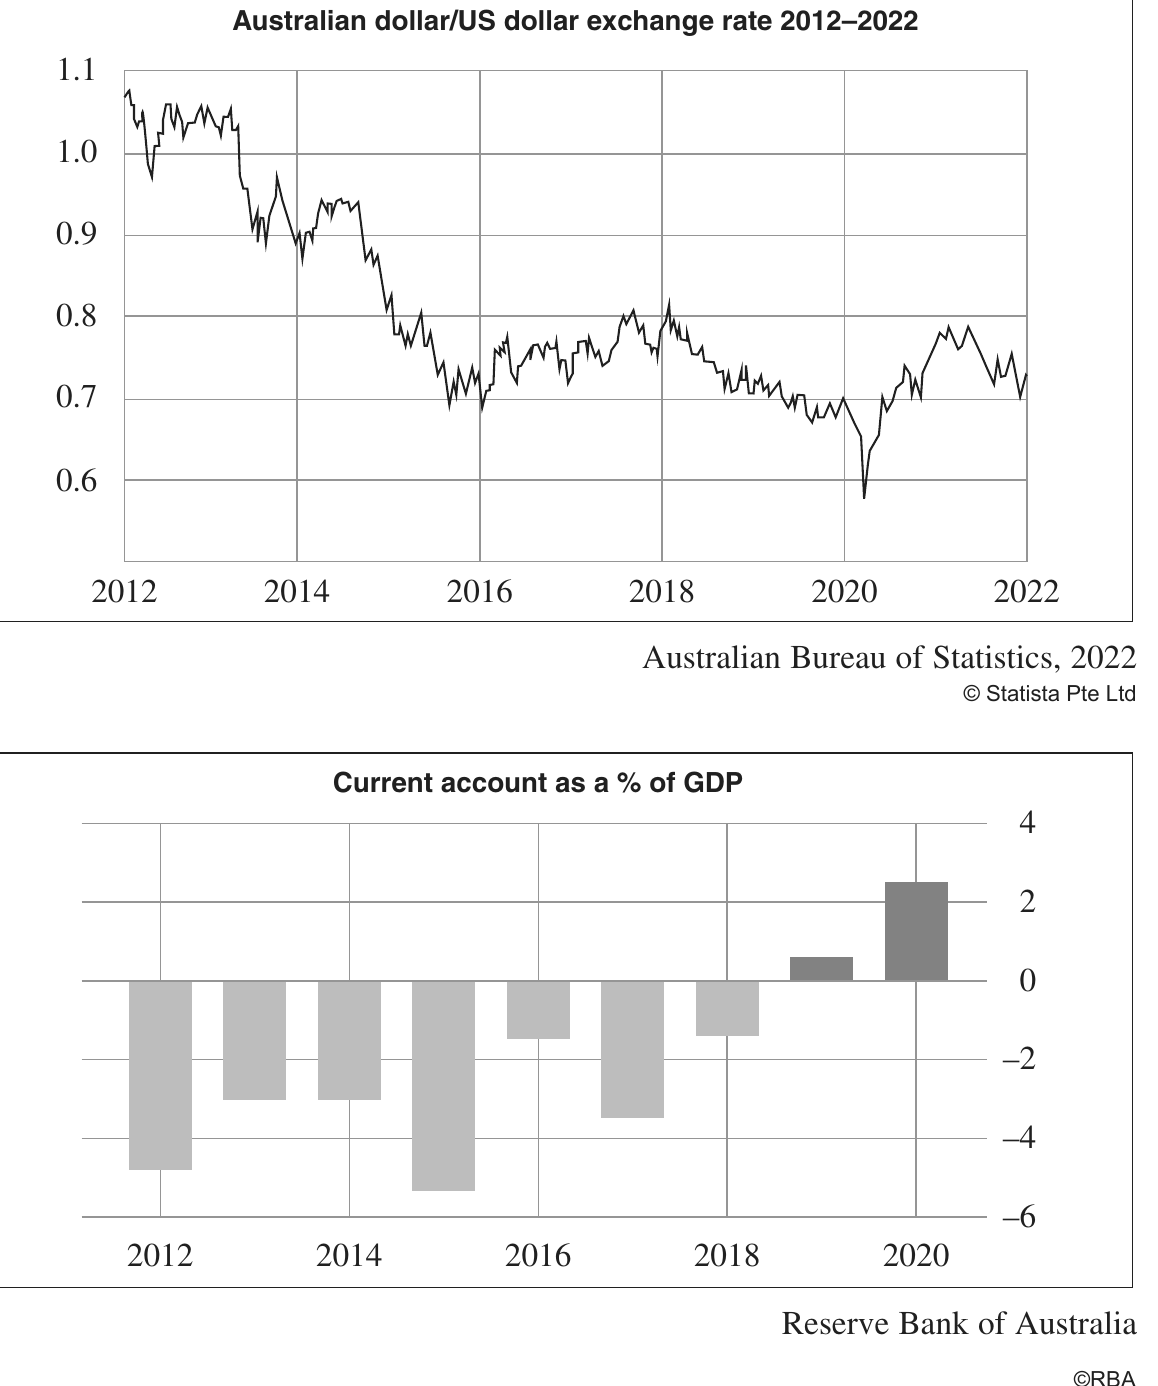 Australian dollar/US dollar exchange rate 2012–2022
1.1
1.0
0.9
0.8
0.7
0.6
2012 2014 2016 2018 2020 2022
Australian Bureau of Statistics, 2022
© Statista Pte Ltd
Current account as a % of GDP
4
2
0
–2
–4
–6
2012 2014 2016 2018 2020
Reserve Bank of Australia
©RBA